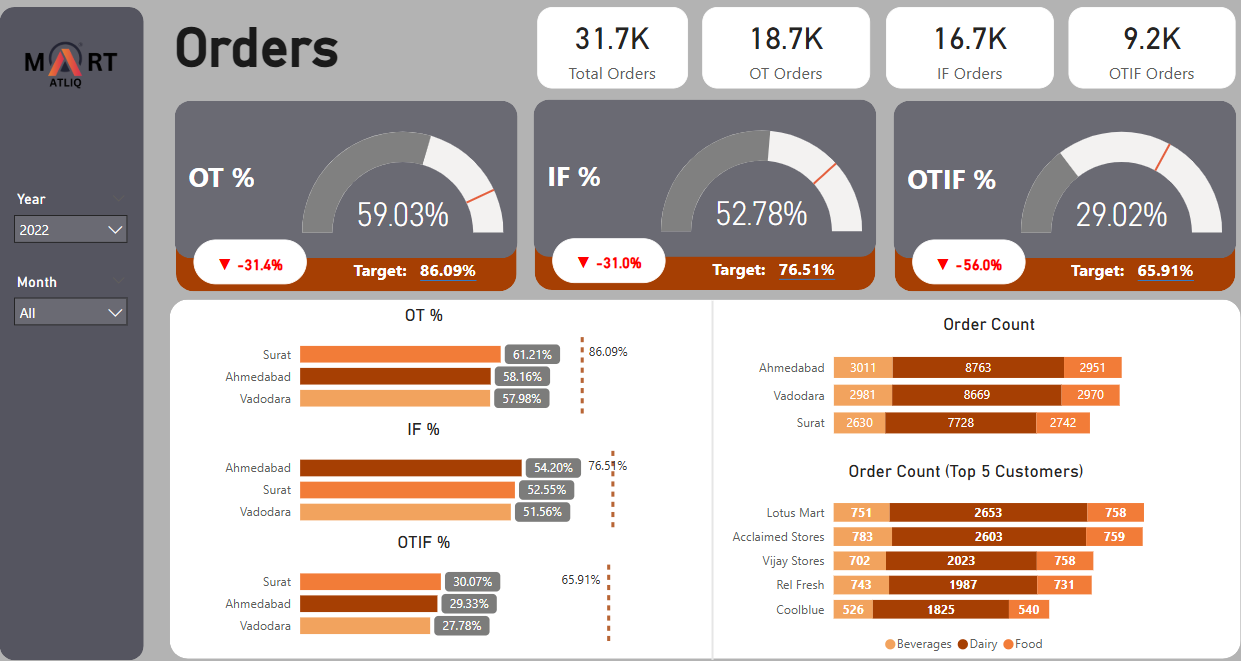 MART
ATLIQ
Year
2022
Month
All
Orders
31.7K
Total Orders
18.7K
OT Orders
16.7K
IF Orders
9.2K
OTIF Orders
OT %
59.03%
▼ -31.4%
Target: 86.09%
IF %
52.78%
▼ -31.0%
Target: 76.51%
OTIF %
29.02%
▼ -56.0%
Target: 65.91%
OT %
Surat 61.21% 86.09%
Ahmedabad 58.16%
Vadodara 57.98%
IF %
Ahmedabad 54.20% 76.51%
Surat 52.55%
Vadodara 51.56%
OTIF %
Surat 30.07% 65.91%
Ahmedabad 29.33%
Vadodara 27.78%
Order Count
Ahmedabad 3011 8763 2951
Vadodara 2981 8669 2970
Surat 2630 7728 2742
Order Count (Top 5 Customers)
Lotus Mart 751 2653 758
Acclaimed Stores 783 2603 759
Vijay Stores 702 2023 758
Rel Fresh 743 1987 731
Coolblue 526 1825 540
Beverages Dairy Food